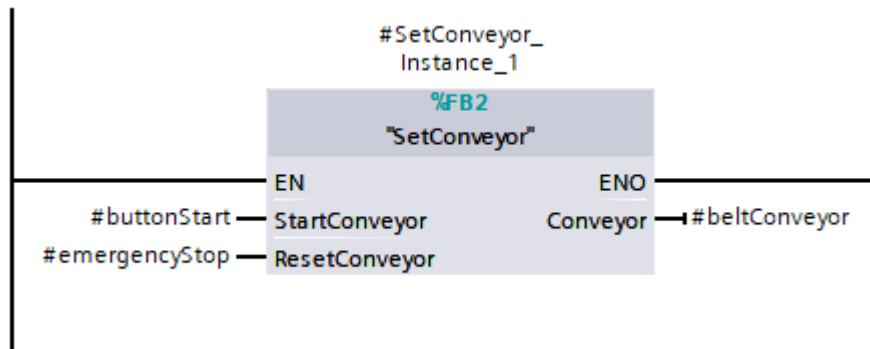 #SetConveyor_
Instance_1
%FB2
"SetConveyor"
EN ENO
#buttonStart StartConveyor Conveyor #beltConveyor
#emergencyStop ResetConveyor